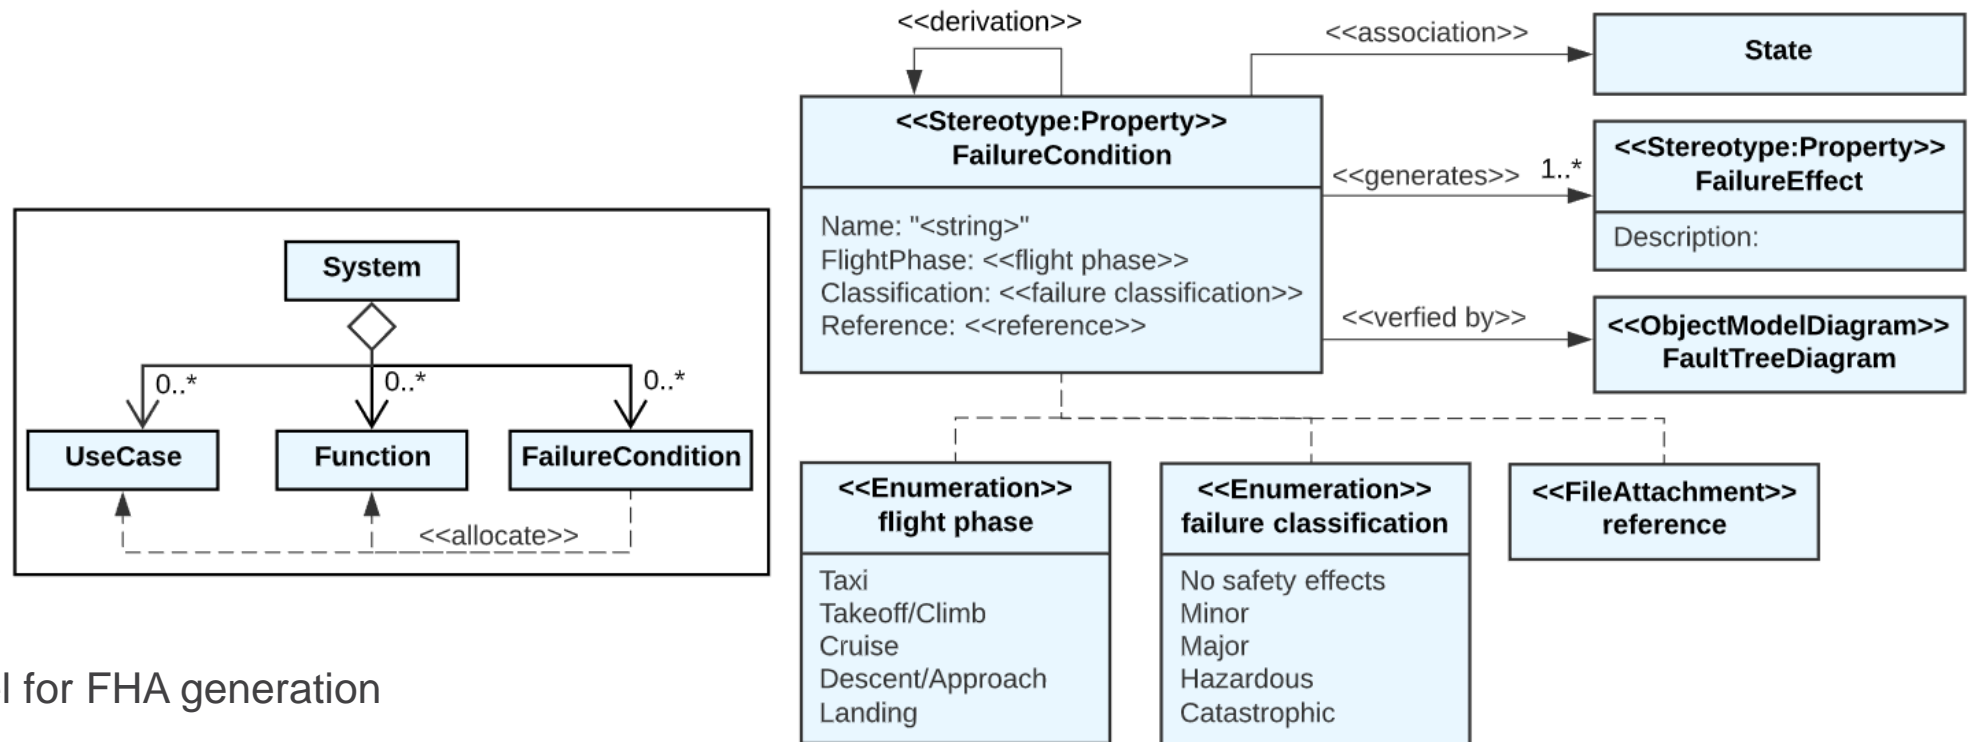 <<derivation>>
<<association>>
State
<<Stereotype:Property>>
FailureCondition
Name: "<string>"
FlightPhase: <<flight phase>>
Classification: <<failure classification>>
Reference: <<reference>>
<<generates>> 1..*
<<Stereotype:Property>>
FailureEffect
Description:
<<verfied by>>
<<ObjectModelDiagram>>
FaultTreeDiagram
System
0..*
0..*
0..*
UseCase
Function
FailureCondition
<<allocate>>
<<Enumeration>>
flight phase
Taxi
Takeoff/Climb
Cruise
Descent/Approach
Landing
<<Enumeration>>
failure classification
No safety effects
Minor
Major
Hazardous
Catastrophic
<<FileAttachment>>
reference
l for FHA generation